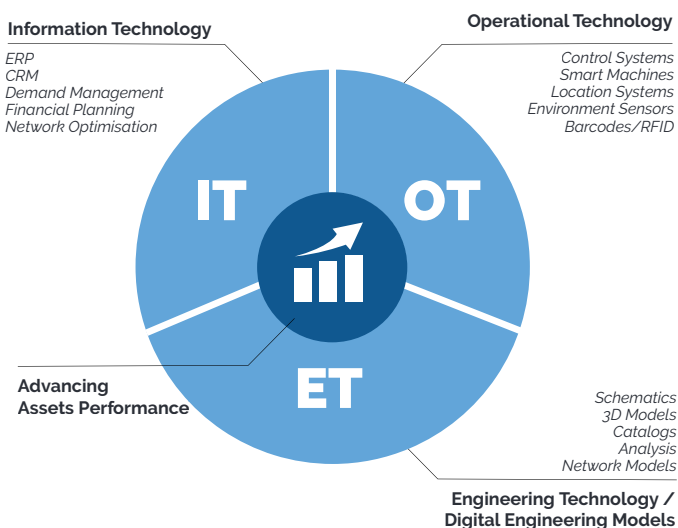 Information Technology
ERP
CRM
Demand Management
Financial Planning
Network Optimisation
Operational Technology
Control Systems
Smart Machines
Location Systems
Environment Sensors
Barcodes/RFID
IT
OT
ET
Advancing
Assets Performance
Schematics
3D Models
Catalogs
Analysis
Network Models
Engineering Technology /
Digital Engineering Models